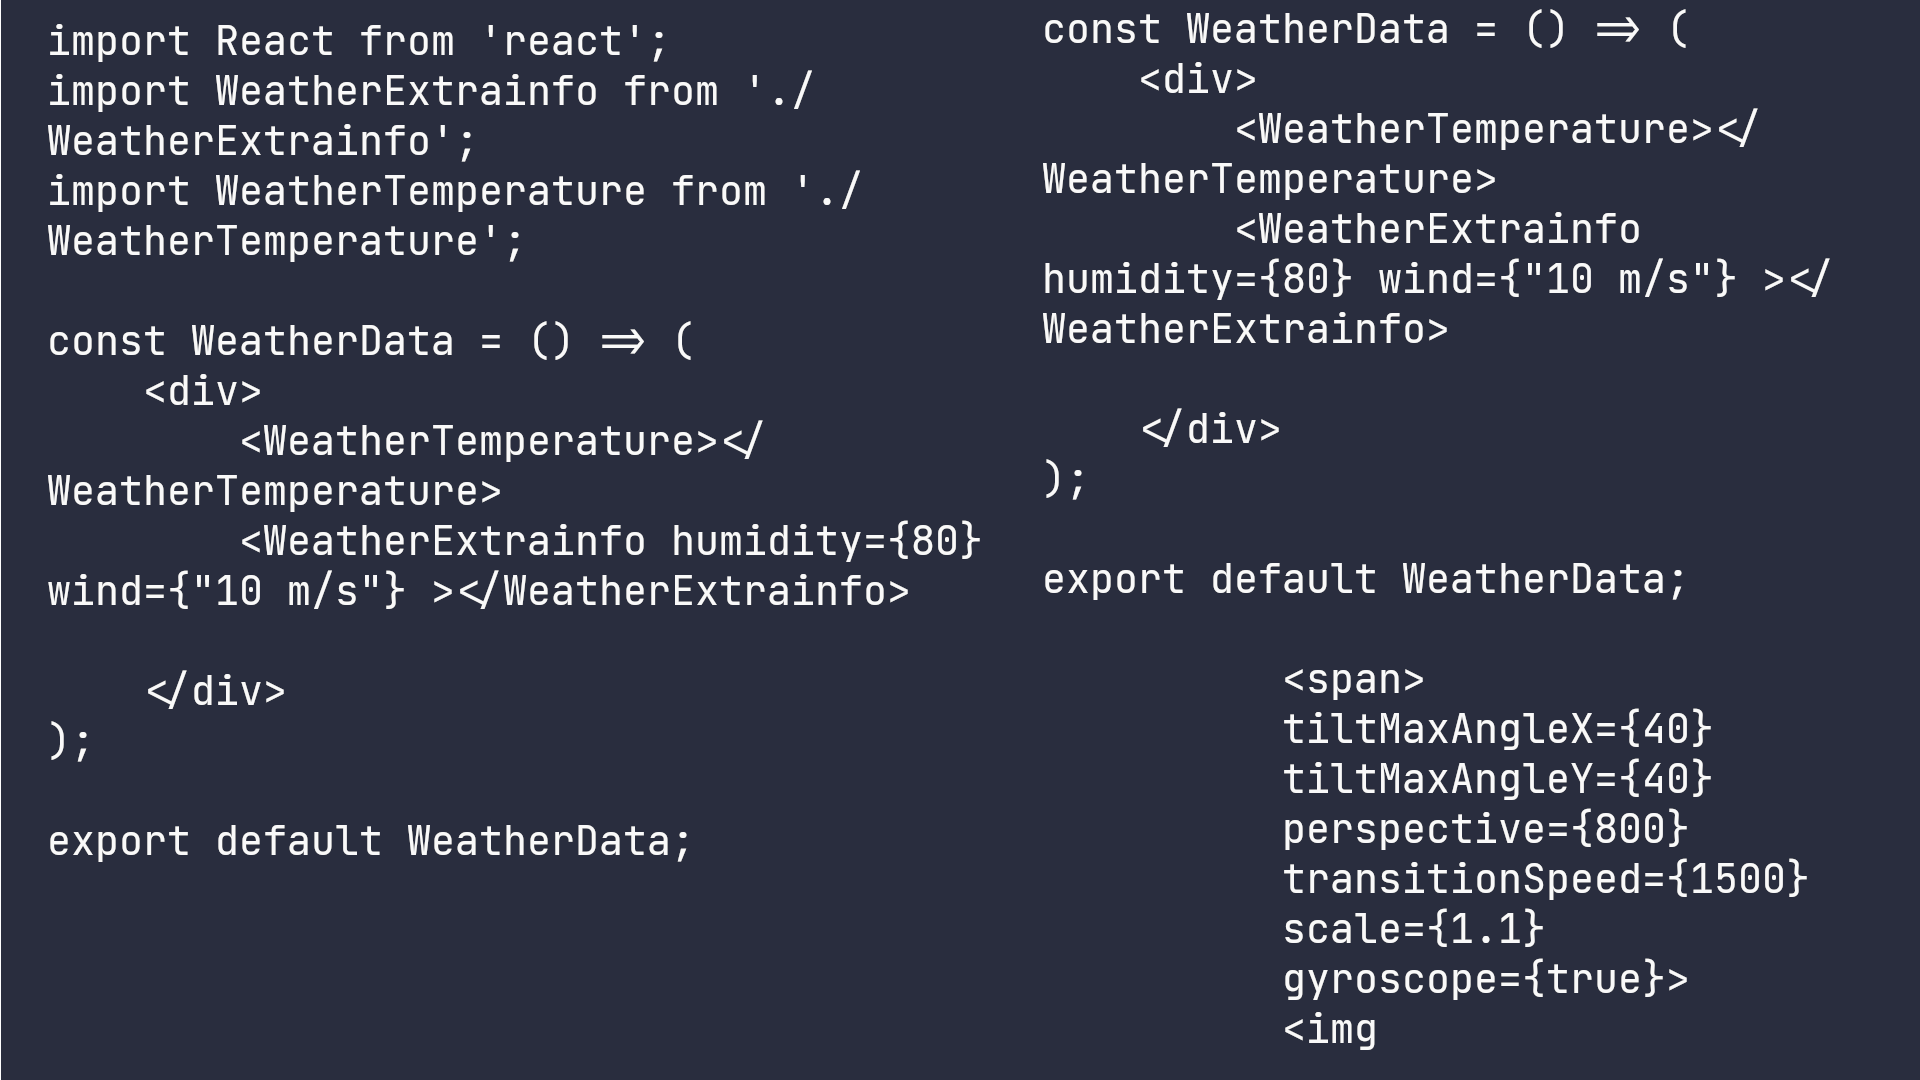 import React from 'react';
import WeatherExtrainfo from './
WeatherExtrainfo';
import WeatherTemperature from './
WeatherTemperature';
const WeatherData = () => (
<div>
<WeatherTemperature></
WeatherTemperature>
<WeatherExtrainfo humidity={80}
wind={"10 m/s"} ></WeatherExtrainfo>
</div>
);
export default WeatherData;
const WeatherData = () => (
<div>
<WeatherTemperature></
WeatherTemperature>
<WeatherExtrainfo
humidity={80} wind={"10 m/s"} ></
WeatherExtrainfo>
</div>
);
export default WeatherData;
<span>
tiltMaxAngleX={40}
tiltMaxAngleY={40}
perspective={800}
transitionSpeed={1500}
scale={1.1}
gyroscope={true}>
<img